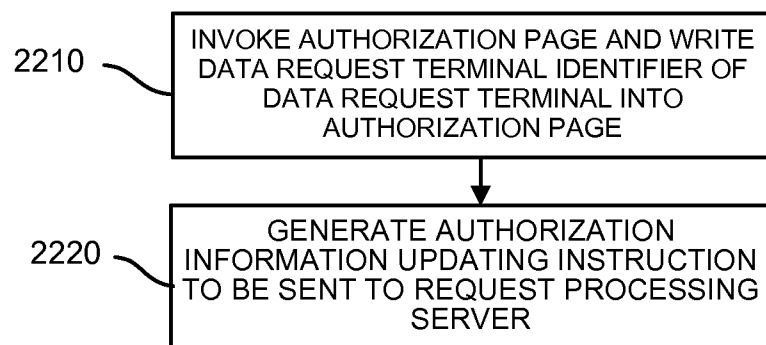 2210
INVOKE AUTHORIZATION PAGE AND WRITE
DATA REQUEST TERMINAL IDENTIFIER OF
DATA REQUEST TERMINAL INTO
AUTHORIZATION PAGE
2220
GENERATE AUTHORIZATION
INFORMATION UPDATING INSTRUCTION
TO BE SENT TO REQUEST PROCESSING
SERVER